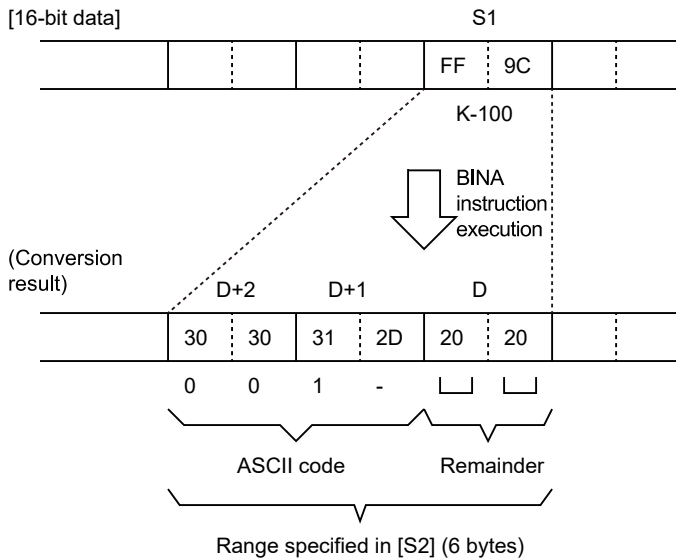 [16-bit data] S1
FF 9C
K-100
BINA
instruction
execution
(Conversion
result)
D+2 D+1 D
30 30 31 2D 20 20
0 0 1 -
ASCII code Remainder
Range specified in [S2] (6 bytes)